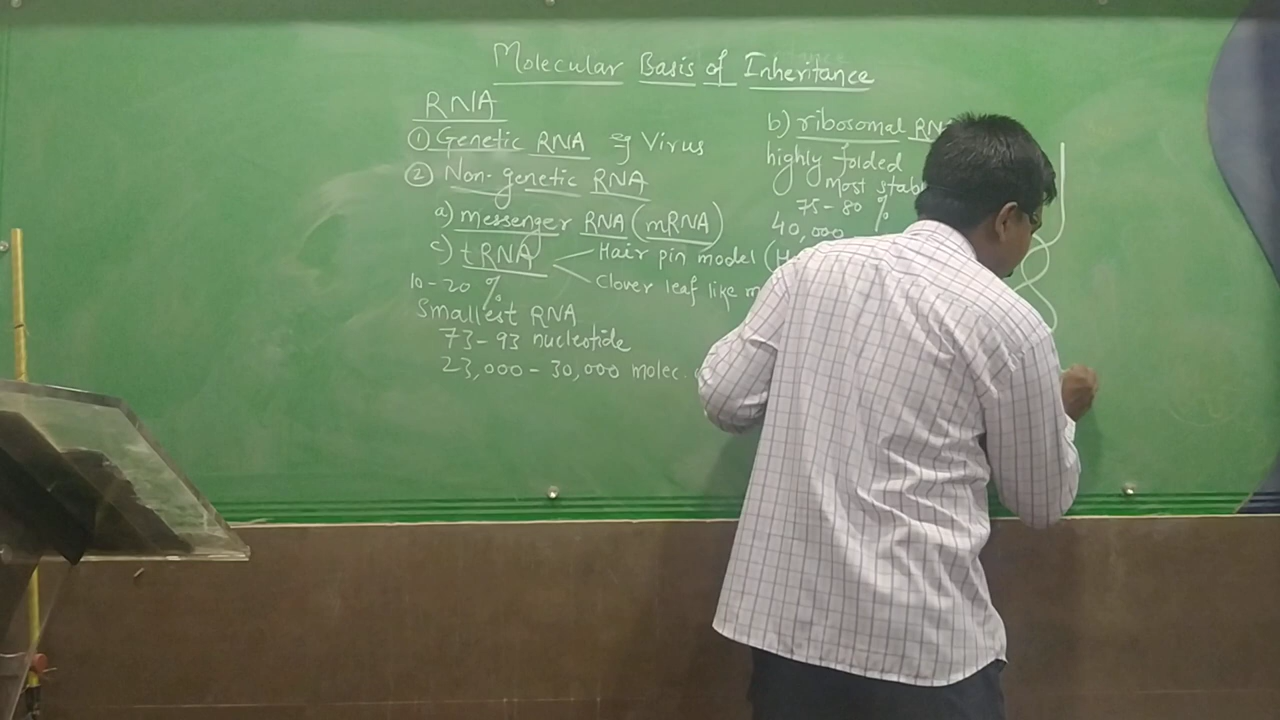 Molecular Basis of Inheritance
RNA
① Genetic RNA eg Virus
② Non-genetic RNA
a) messenger RNA (mRNA)
c) tRNA
Hair pin model (H
Clover leaf like m
10-20 %
Smallest RNA
73-93 nucleotide
23,000-30,000 molec.
b) ribosomal RN
highly folded
most stab
75-80 %
40,000